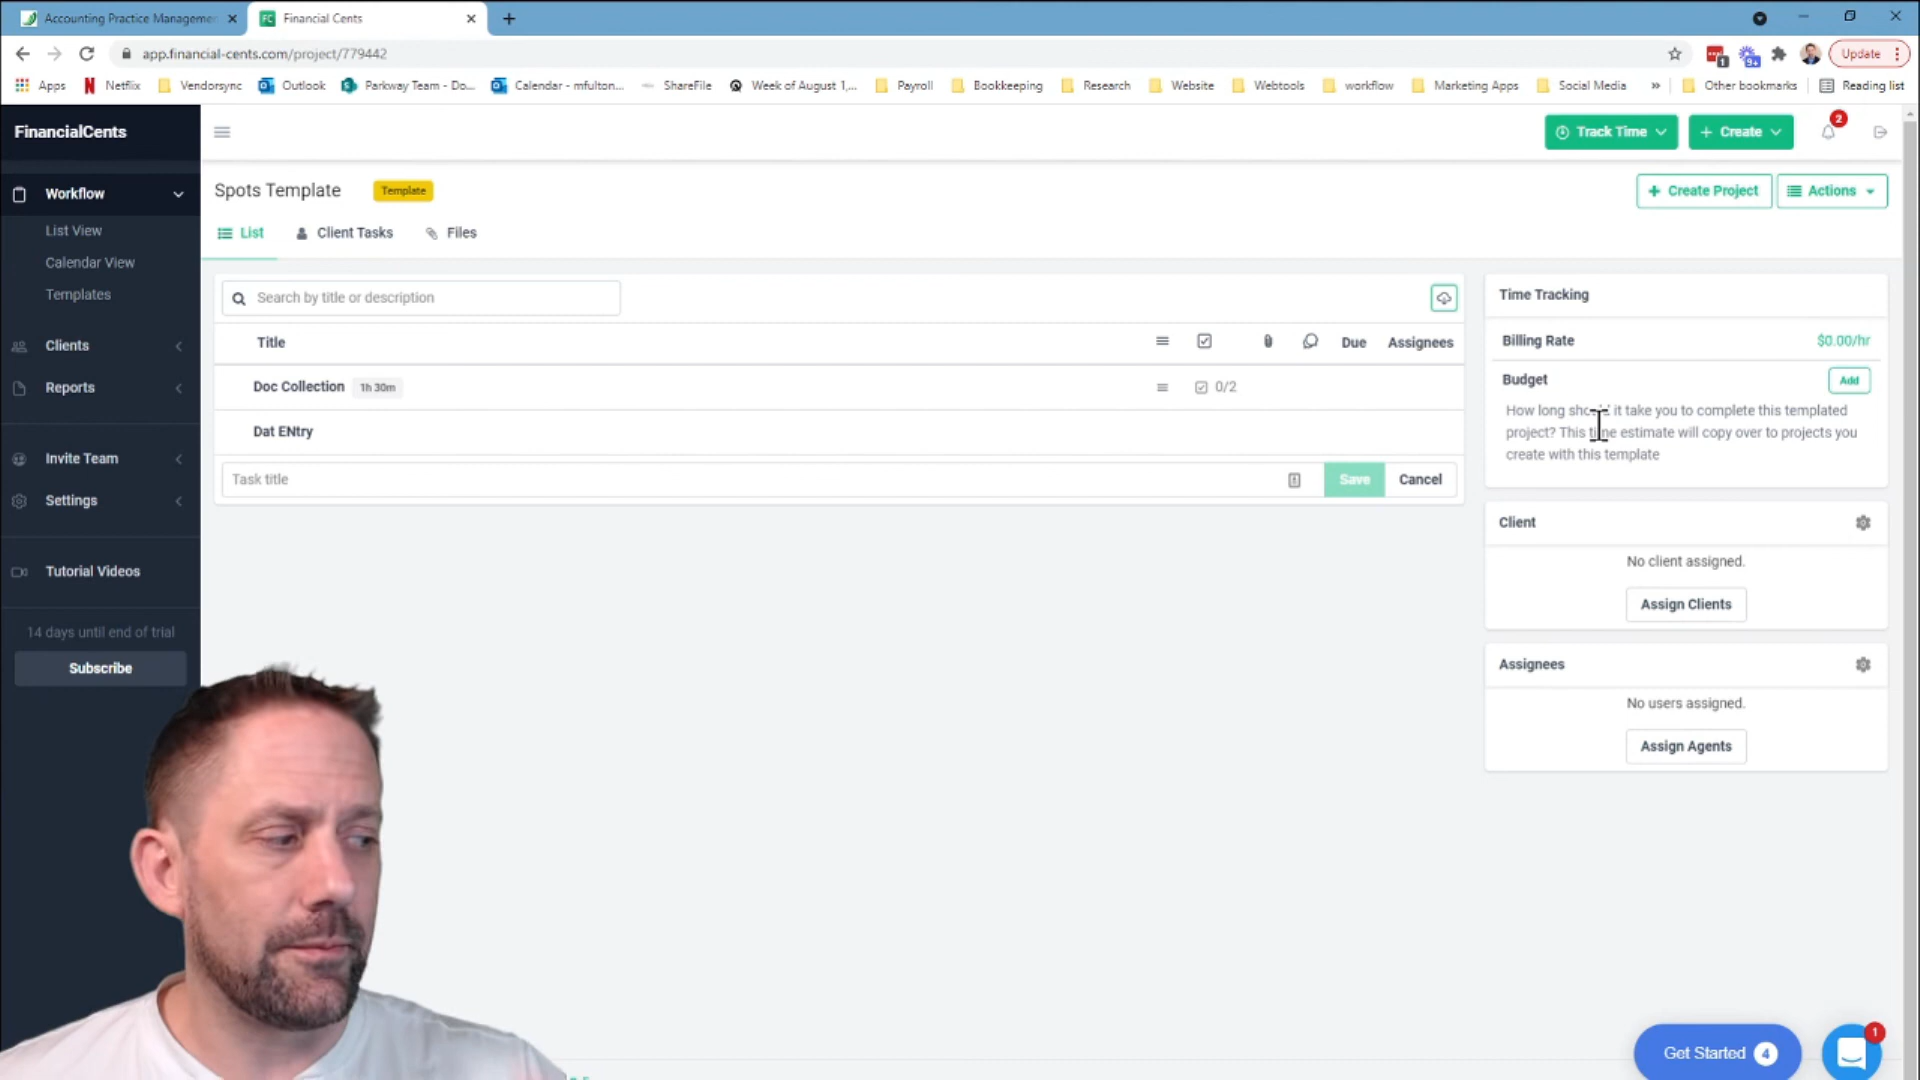 Accounting Practice Managemen
Financial Cents
app.financial-cents.com/project/779442
Update
Apps
Netflix
Vendorsync
Outlook
Parkway Team - Do...
Calendar - mfulton...
ShareFile
Week of August 1,...
Payroll
Bookkeeping
Research
Website
Webtools
workflow
Marketing Apps
Social Media
»
Other bookmarks
Reading list
FinancialCents
Track Time
+ Create
2
Workflow
List View
Calendar View
Templates
Clients
Reports
Invite Team
Settings
Tutorial Videos
14 days until end of trial
Subscribe
Spots Template
Template
+ Create Project
Actions
List
Client Tasks
Files
Search by title or description
Title
Due
Assignees
Doc Collection
1h 30m
0/2
Dat ENtry
Task title
Save
Cancel
Time Tracking
Billing Rate
$0.00/hr
Budget
Add
How long should it take you to complete this templated
project? This time estimate will copy over to projects you
create with this template
Client
No client assigned.
Assign Clients
Assignees
No users assigned.
Assign Agents
Get Started
4
1